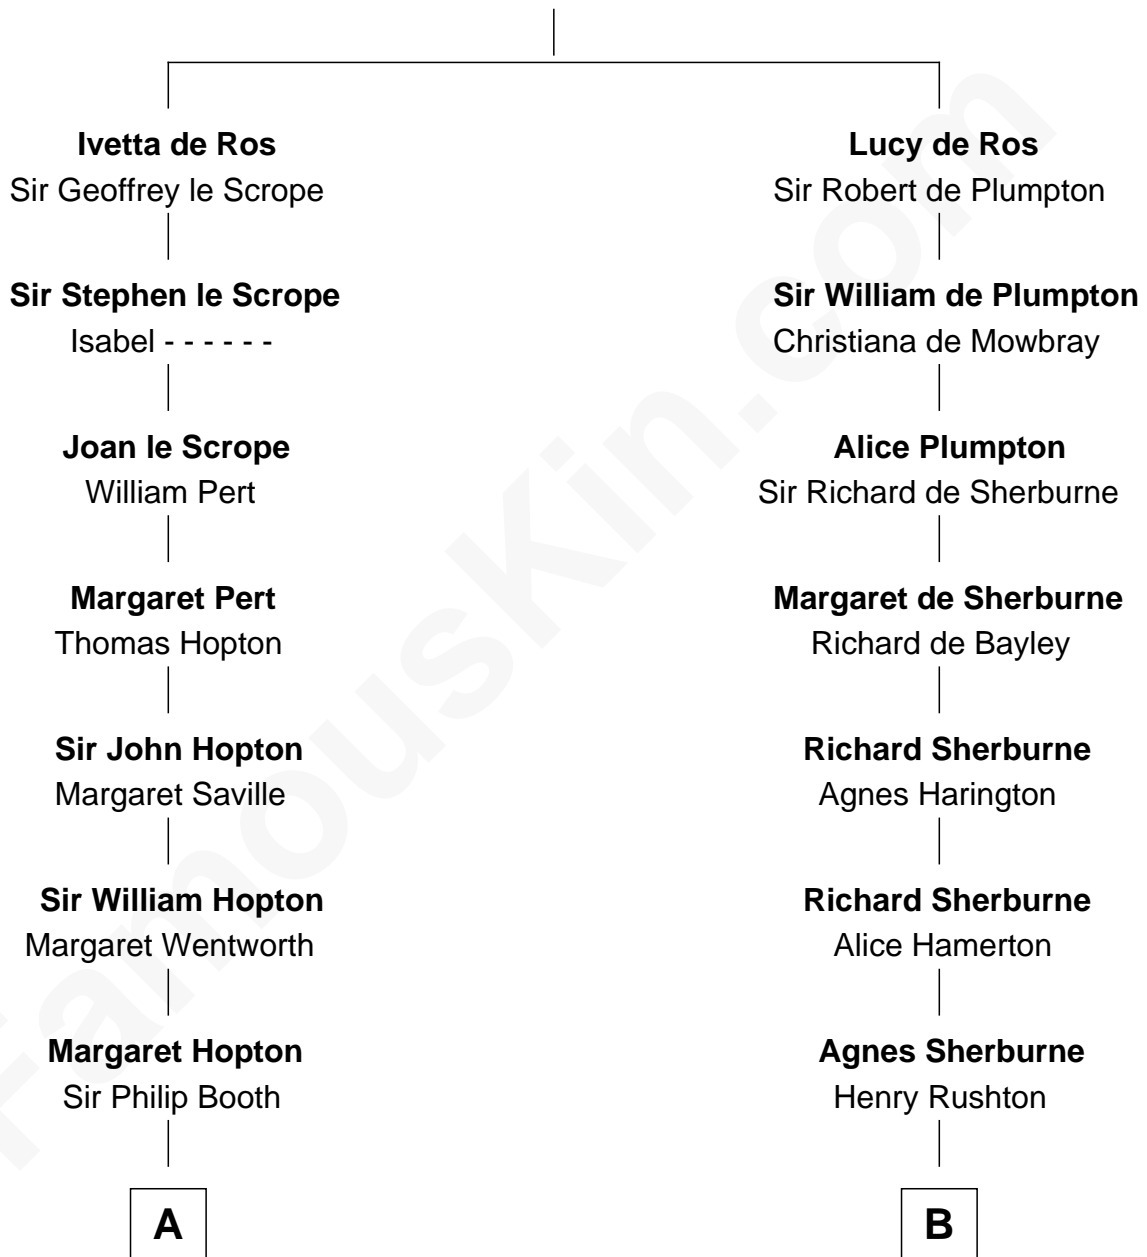 Ivetta de Ros
Sir Geoffrey le Scrope
Sir Stephen le Scrope
Isabel - - - - - -
Joan le Scrope
William Pert
Margaret Pert
Thomas Hopton
Sir John Hopton
Margaret Saville
Sir William Hopton
Margaret Wentworth
Margaret Hopton
Sir Philip Booth
A
Lucy de Ros
Sir Robert de Plumpton
Sir William de Plumpton
Christiana de Mowbray
Alice Plumpton
Sir Richard de Sherburne
Margaret de Sherburne
Richard de Bayley
Richard Sherburne
Agnes Harington
Richard Sherburne
Alice Hamerton
Agnes Sherburne
Henry Rushton
B
FamousKin.com